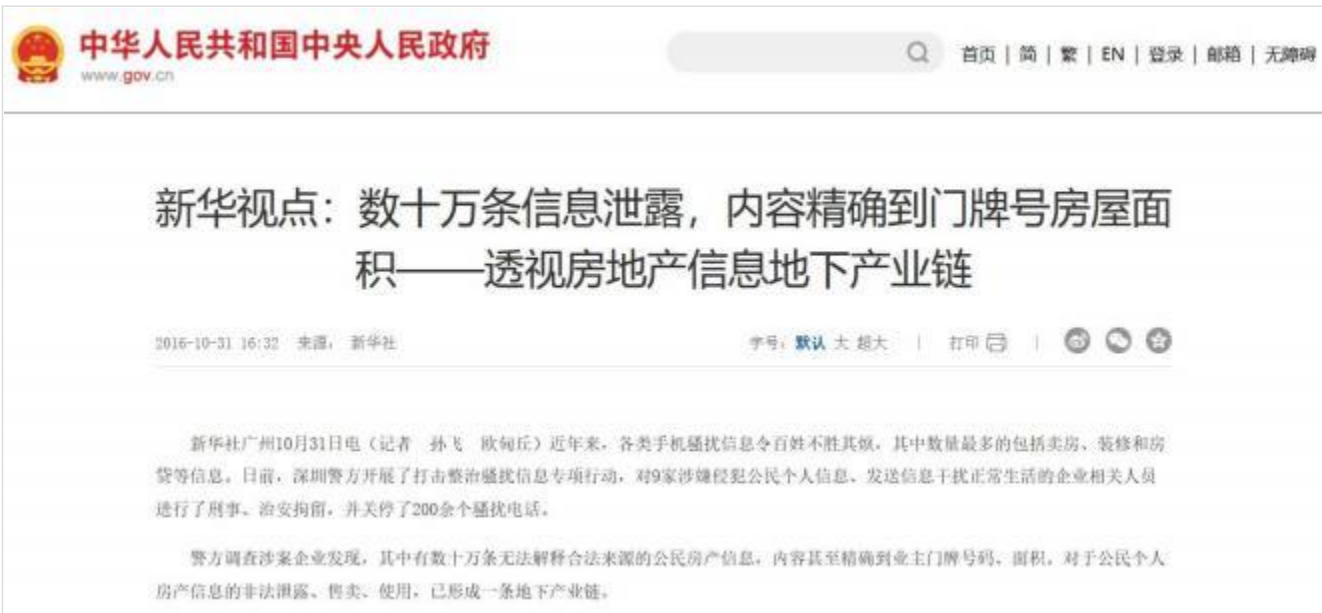 中华人民共和国中央人民政府
www.gov.cn
首页 | 简 | 繁 | EN | 登录 | 邮箱 | 无障碍
新华视点：数十万条信息泄露，内容精确到门牌号房屋面
积——透视房地产信息地下产业链
2016-10-31 16:32 来源： 新华社
字号：默认 大 超大 | 打印 |
新华社广州10月31日电（记者 孙飞 欧甸丘）近年来，各类手机骚扰信息令百姓不胜其烦，其中数量最多的包括卖房、装修和房
贷等信息。日前，深圳警方开展了打击整治骚扰信息专项行动，对9家涉嫌侵犯公民个人信息、发送信息干扰正常生活的企业相关人员
进行了刑事、治安拘留，并关停了200余个骚扰电话。
警方调查涉案企业发现，其中有数十万条无法解释合法来源的公民房产信息，内容甚至精确到业主门牌号码、面积。对于公民个人
房产信息的非法泄露、售卖、使用，已形成一条地下产业链。